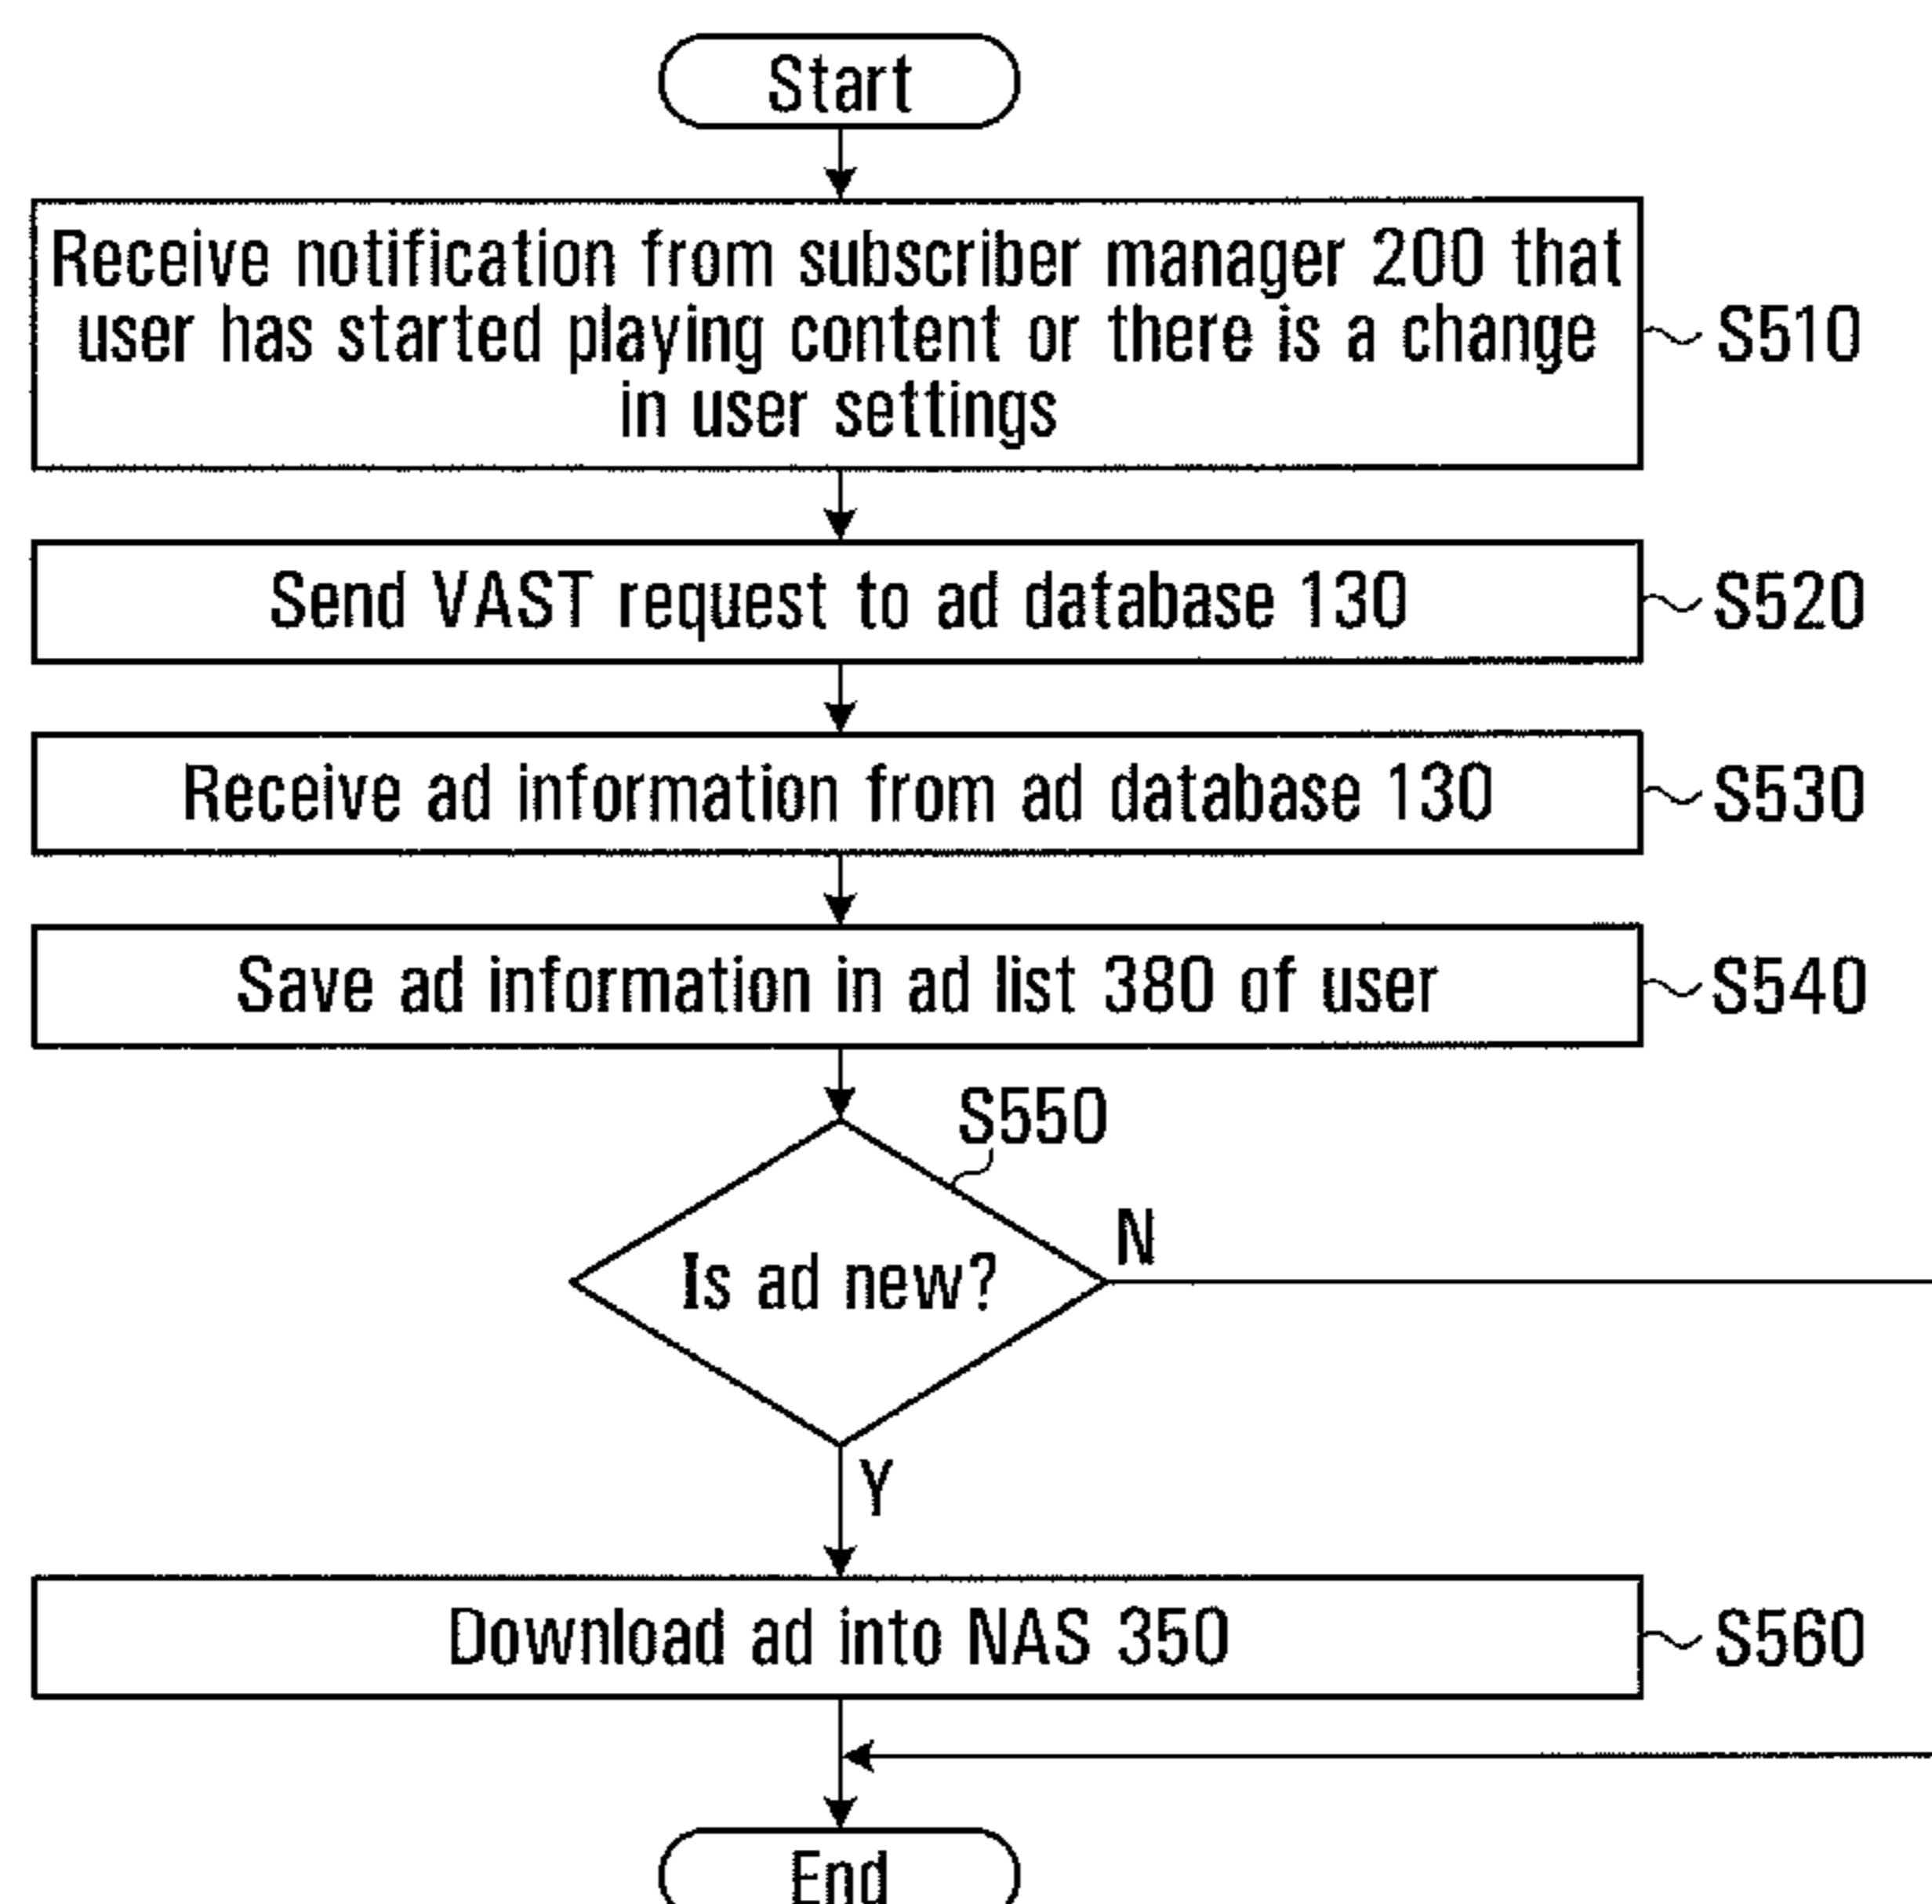 Start
Receive notification from subscriber manager 200 that
user has started playing content or there is a change
in user settings
S510
Send VAST request to ad database 130
S520
Receive ad information from ad database 130
S530
Save ad information in ad list 380 of user
S540
S550
Is ad new?
N
Y
Download ad into NAS 350
S560
End